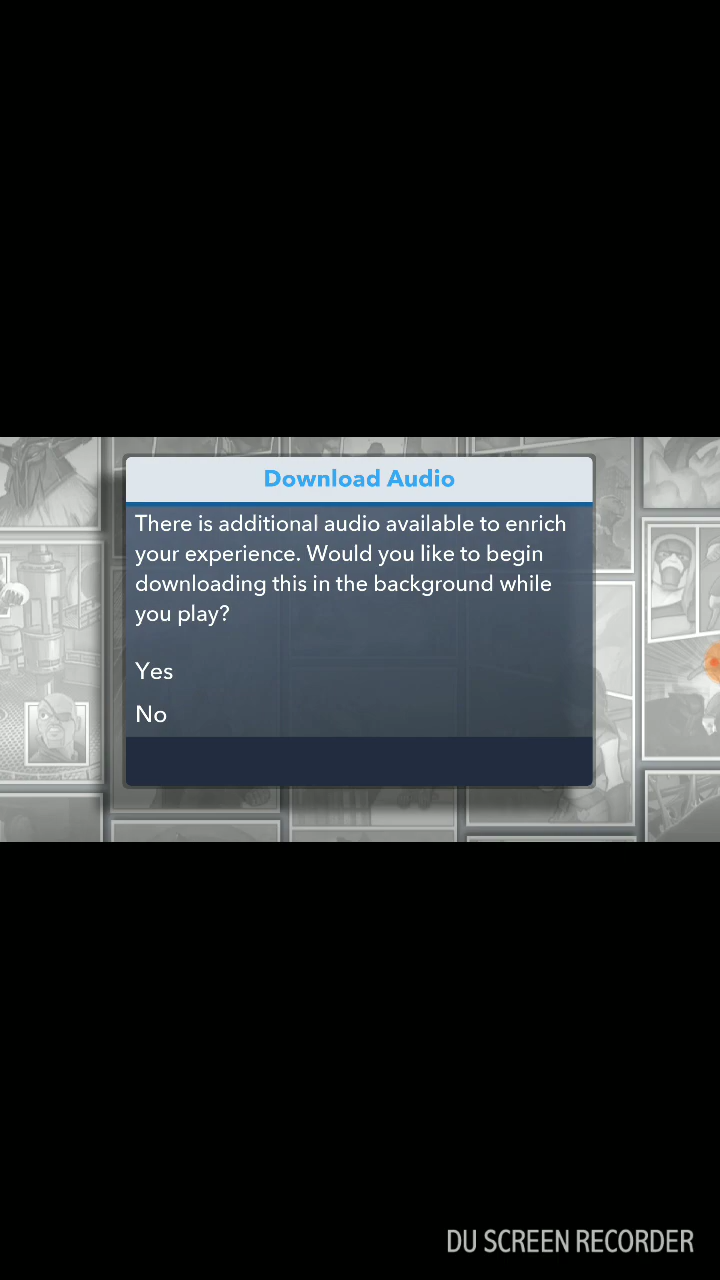 Download Audio
There is additional audio available to enrich
your experience. Would you like to begin
downloading this in the background while
you play?
Yes
No
DU SCREEN RECORDER